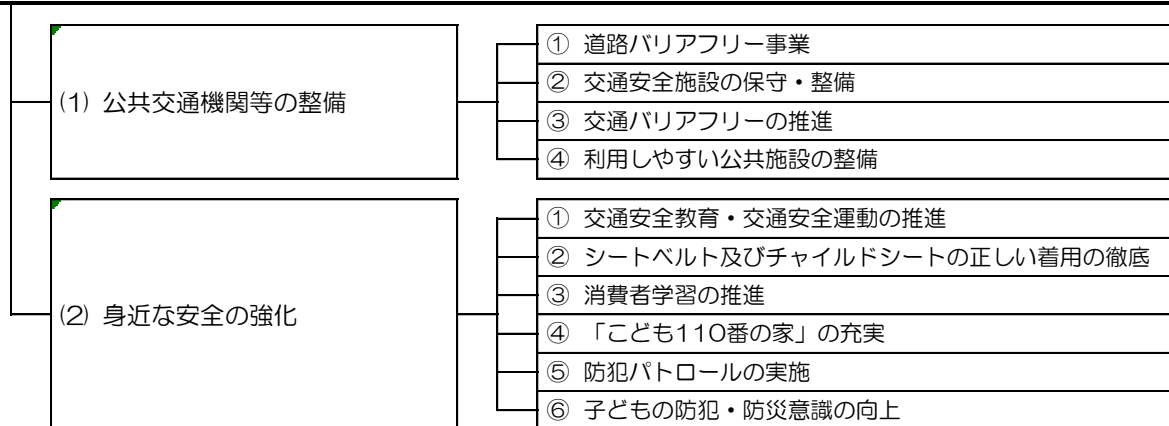 (1) 公共交通機関等の整備
① 道路バリアフリー事業
② 交通安全施設の保守・整備
③ 交通バリアフリーの推進
④ 利用しやすい公共施設の整備
(2) 身近な安全の強化
① 交通安全教育・交通安全運動の推進
② シートベルト及びチャイルドシートの正しい着用の徹底
③ 消費者学習の推進
④ 「こども110番の家」の充実
⑤ 防犯パトロールの実施
⑥ 子どもの防犯・防災意識の向上